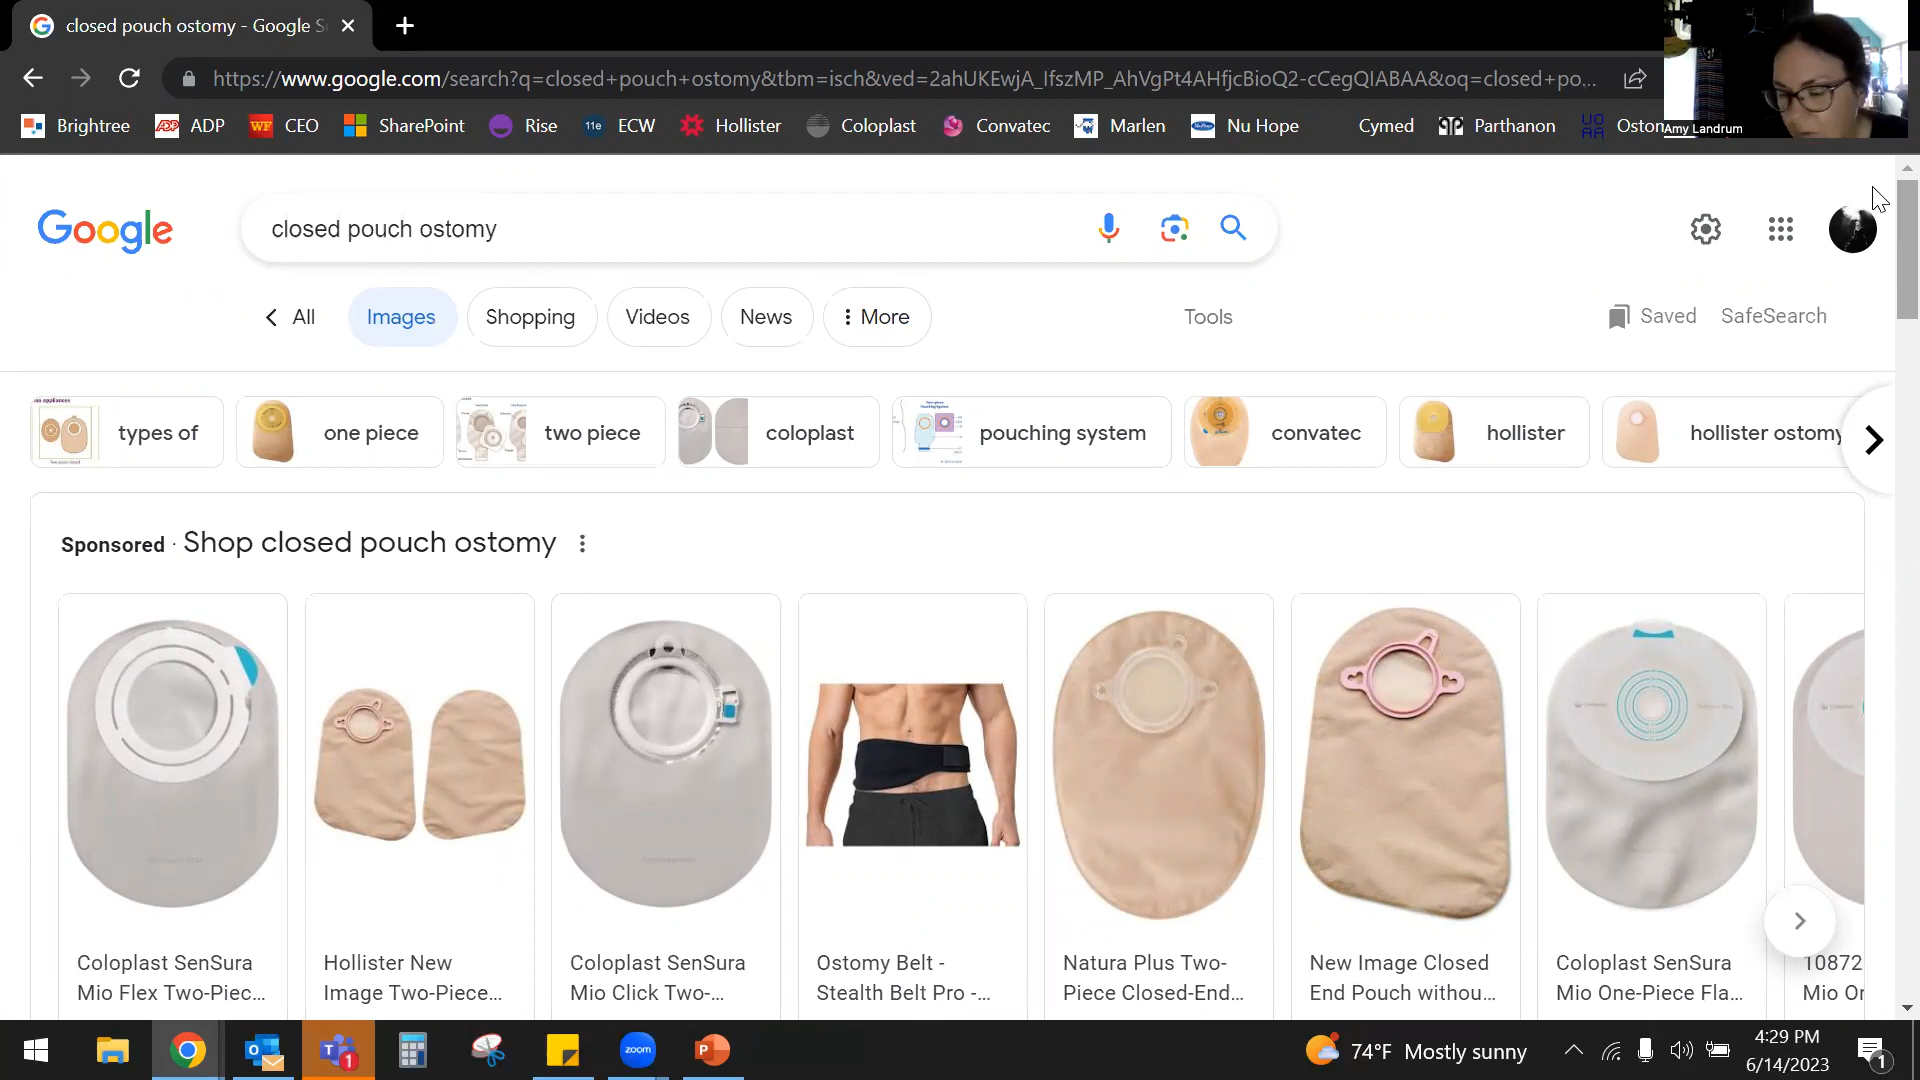 closed pouch ostomy - Google S
https://www.google.com/search?q=closed+pouch+ostomy&tbm=isch&ved=2ahUKEwjA_IfszMP_AhVgPt4AHfjcBioQ2-cCegQIABAA&oq=closed+po...
Brightree ADP CEO SharePoint Rise 11e ECW Hollister Coloplast Convatec Marlen Nu Hope Cymed Parthanon Oston
Amy Landrum
Google closed pouch ostomy
All Images Shopping Videos News More Tools Saved SafeSearch
types of one piece two piece coloplast pouching system convatec hollister hollister ostomy
Sponsored · Shop closed pouch ostomy
Coloplast SenSura Mio Flex Two-Piec...
Hollister New Image Two-Piece...
Coloplast SenSura Mio Click Two-...
Ostomy Belt - Stealth Belt Pro -...
Natura Plus Two-Piece Closed-End...
New Image Closed End Pouch withou...
Coloplast SenSura Mio One-Piece Fla...
10872
Mio Or
zoom
74°F Mostly sunny
4:29 PM
6/14/2023